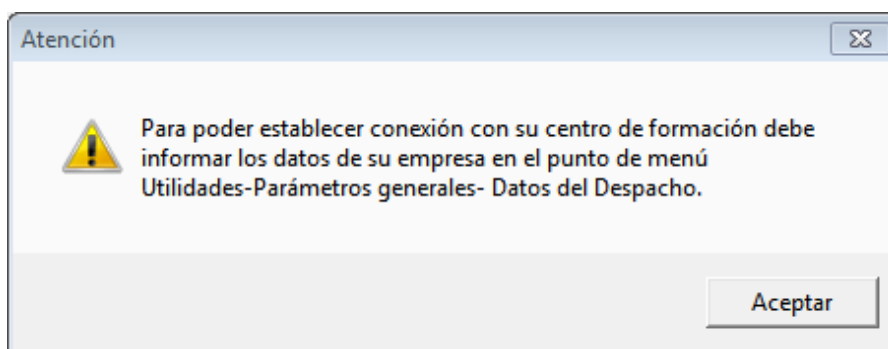 Atención
Para poder establecer conexión con su centro de formación debe
informar los datos de su empresa en el punto de menú
Utilidades-Parámetros generales- Datos del Despacho.
Aceptar